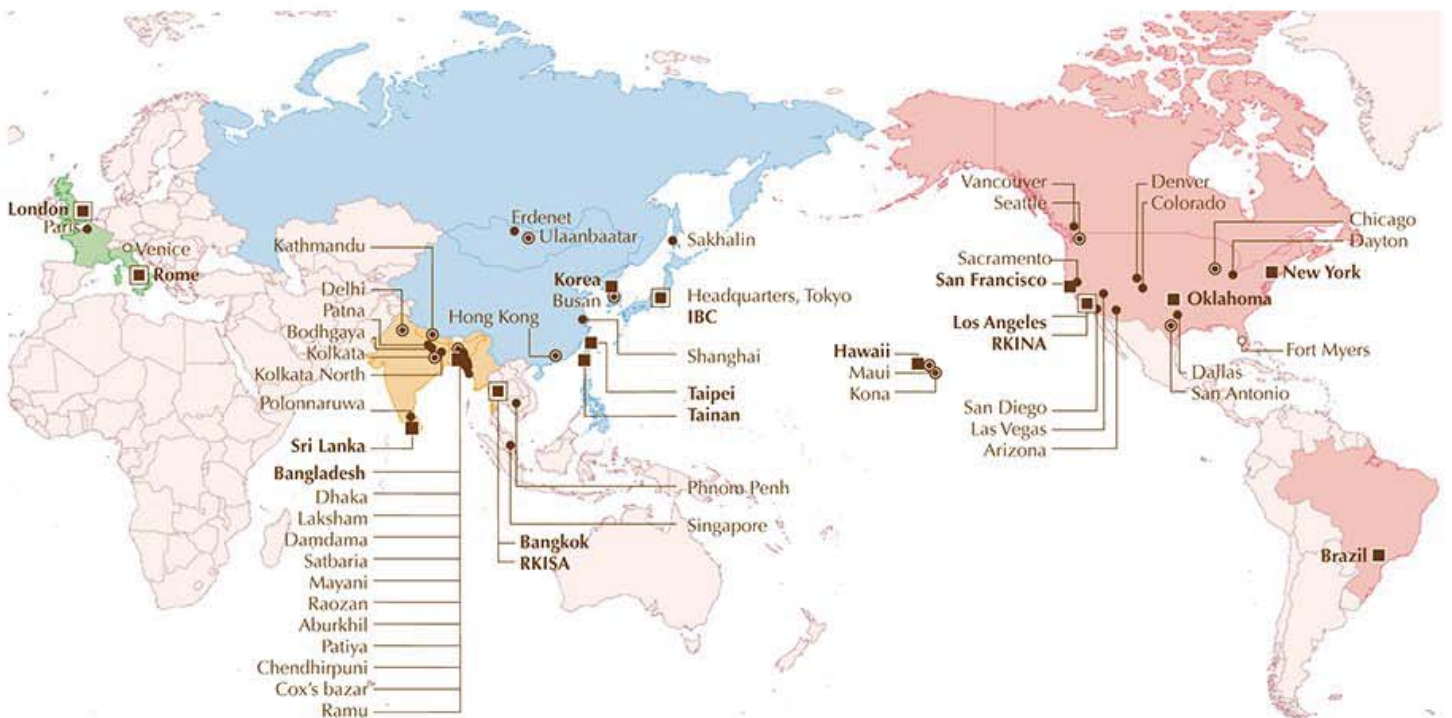 London
Paris
Venice
Rome
Kathmandu
Delhi
Patna
Bodhgaya
Kolkata
Kolkata North
Polonnaruwa
Sri Lanka
Bangladesh
Dhaka
Laksham
Damdama
Satbaria
Mayani
Raozan
Aburkhil
Patiya
Chendhirpuni
Cox's bazar
Ramu
Erdenet
Ulaanbaatar
Sakhalin
Korea
Busan
Headquarters, Tokyo
IBC
Hong Kong
Shanghai
Taipei
Tainan
Phnom Penh
Singapore
Bangkok
RKISA
Hawaii
Maui
Kona
Vancouver
Seattle
Sacramento
San Francisco
Los Angeles
RKINA
San Diego
Las Vegas
Arizona
Denver
Colorado
Chicago
Dayton
New York
Oklahoma
Fort Myers
Dallas
San Antonio
Brazil